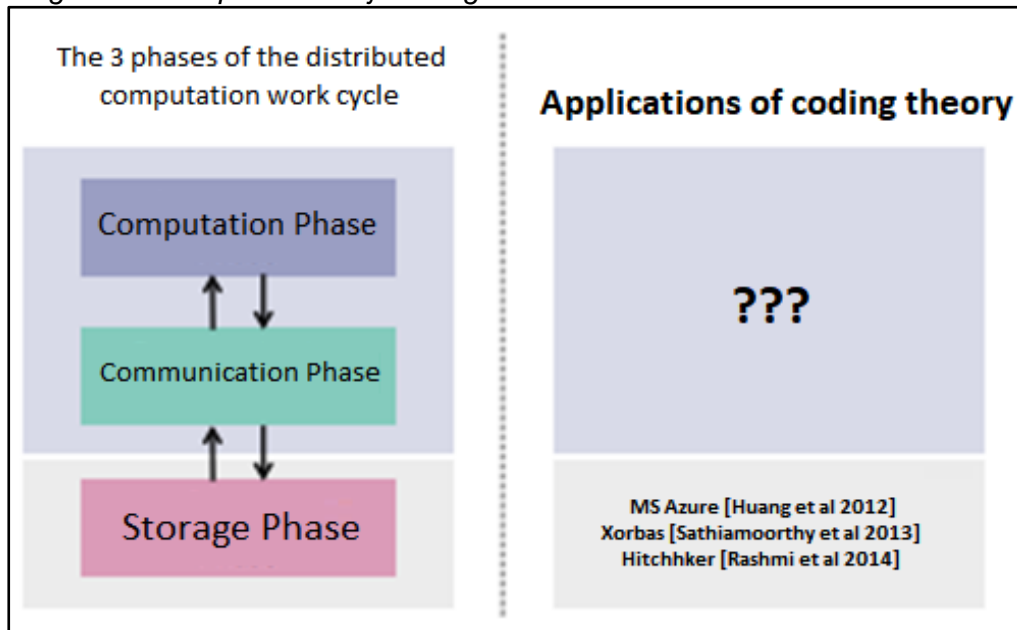 The 3 phases of the distributed
computation work cycle
Computation Phase
Communication Phase
Storage Phase
Applications of coding theory
???
MS Azure [Huang et al 2012]
Xorbas [Sathiamoorthy et al 2013]
Hitchhker [Rashmi et al 2014]